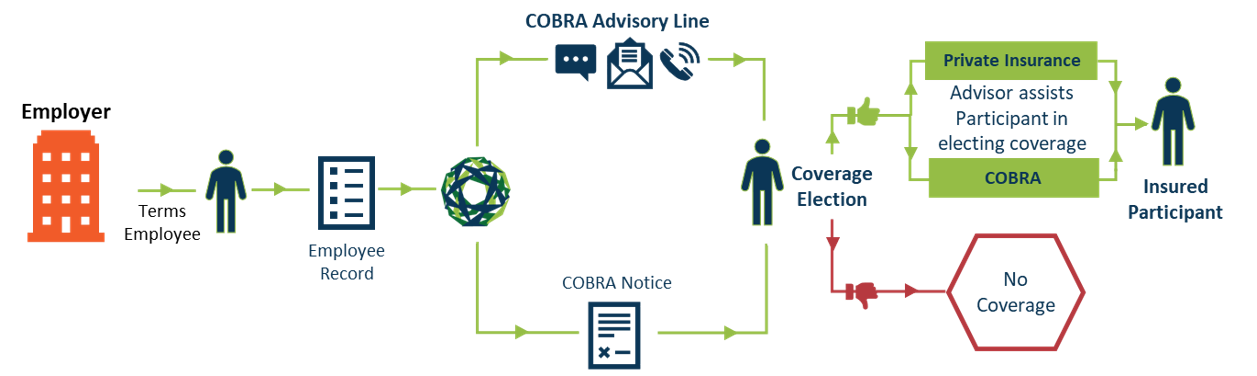 Employer
Terms
Employee
Employee
Record
COBRA Advisory Line
COBRA Notice
Coverage
Election
Private Insurance
Advisor assists
Participant in
electing coverage
COBRA
Insured
Participant
No
Coverage